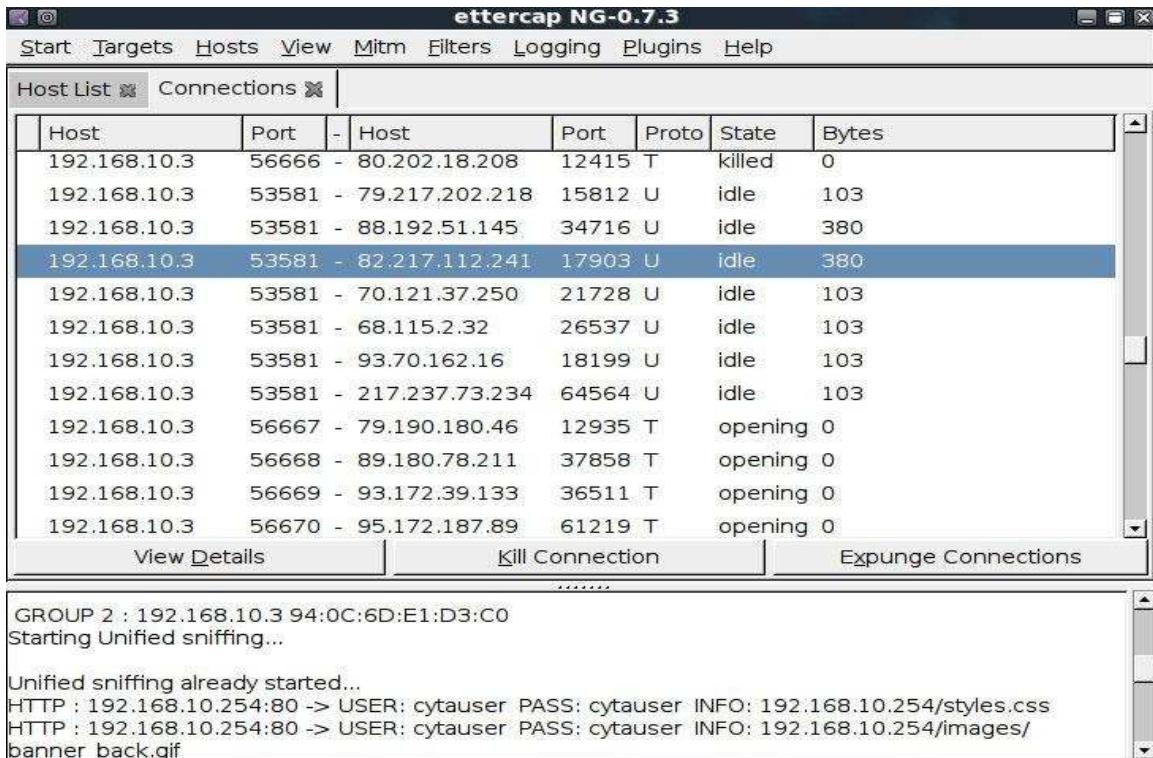 ettercap NG-0.7.3
Start Targets Hosts View Mitm Filters Logging Plugins Help
Host List Connections
Host Port - Host Port Proto State Bytes
192.168.10.3 56666 - 80.202.18.208 12415 T killed 0
192.168.10.3 53581 - 79.217.202.218 15812 U idle 103
192.168.10.3 53581 - 88.192.51.145 34716 U idle 380
192.168.10.3 53581 - 82.217.112.241 17903 U idle 380
192.168.10.3 53581 - 70.121.37.250 21728 U idle 103
192.168.10.3 53581 - 68.115.2.32 26537 U idle 103
192.168.10.3 53581 - 93.70.162.16 18199 U idle 103
192.168.10.3 53581 - 217.237.73.234 64564 U idle 103
192.168.10.3 56667 - 79.190.180.46 12935 T opening 0
192.168.10.3 56668 - 89.180.78.211 37858 T opening 0
192.168.10.3 56669 - 93.172.39.133 36511 T opening 0
192.168.10.3 56670 - 95.172.187.89 61219 T opening 0
View Details Kill Connection Expunge Connections
GROUP 2 : 192.168.10.3 94:0C:6D:E1:D3:C0
Starting Unified sniffing...
Unified sniffing already started...
HTTP : 192.168.10.254:80 -> USER: cytauser PASS: cytauser INFO: 192.168.10.254/styles.css
HTTP : 192.168.10.254:80 -> USER: cytauser PASS: cytauser INFO: 192.168.10.254/images/
banner_back.gif